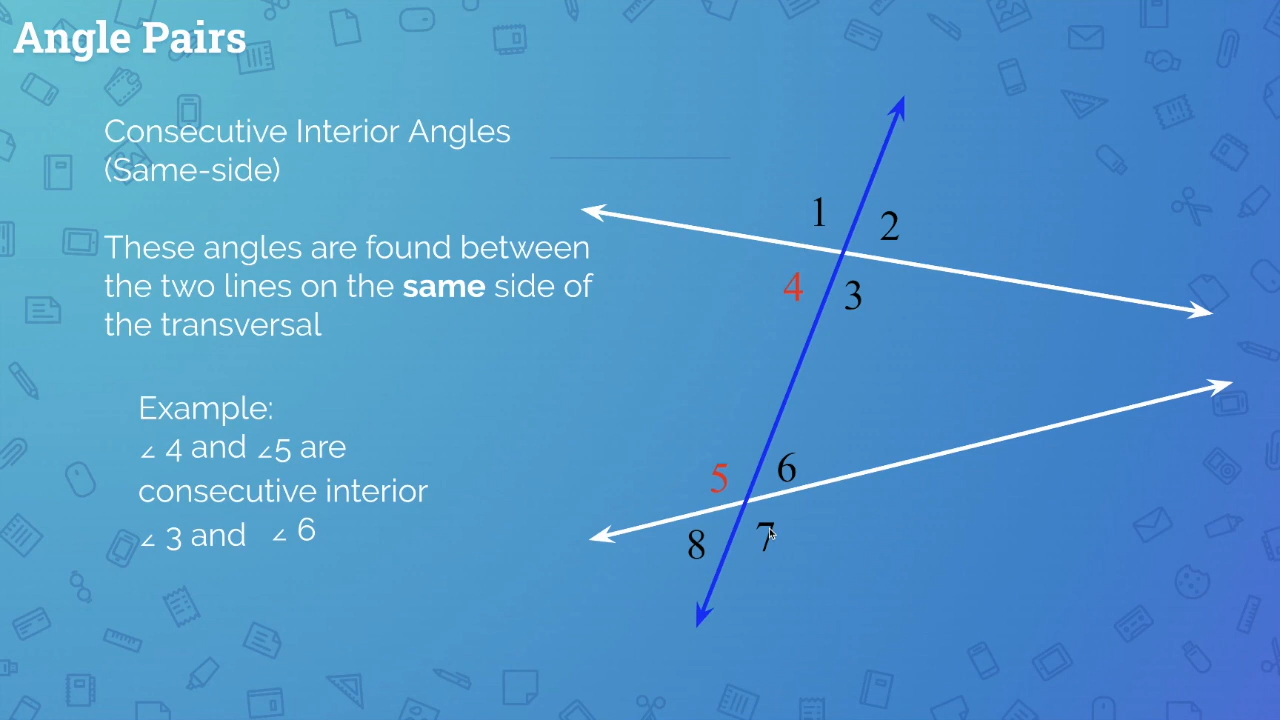 Angle Pairs
Consecutive Interior Angles
(Same-side)
These angles are found between
the two lines on the same side of
the transversal
Example:
∠ 4 and ∠5 are
consecutive interior
∠ 3 and ∠ 6
1
2
4
3
5
6
8
7